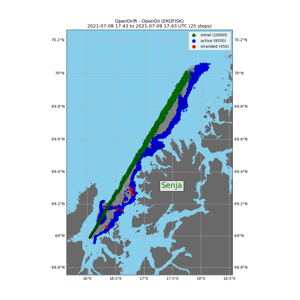 OpenDrift - OpenOil (EKOFISK)
2021-07-08 17:43 to 2021-07-09 17:43 UTC (25 steps)
initial (10000)
active (9550)
stranded (450)
70.2°N 70.2°N
70°N 70°N
69.8°N 69.8°N
69.6°N 69.6°N
69.4°N 69.4°N
Senja
69.2°N 69.2°N
69°N 69°N
68.8°N 68.8°N
16°E 16.5°E 17°E 17.5°E 18°E 18.5°E